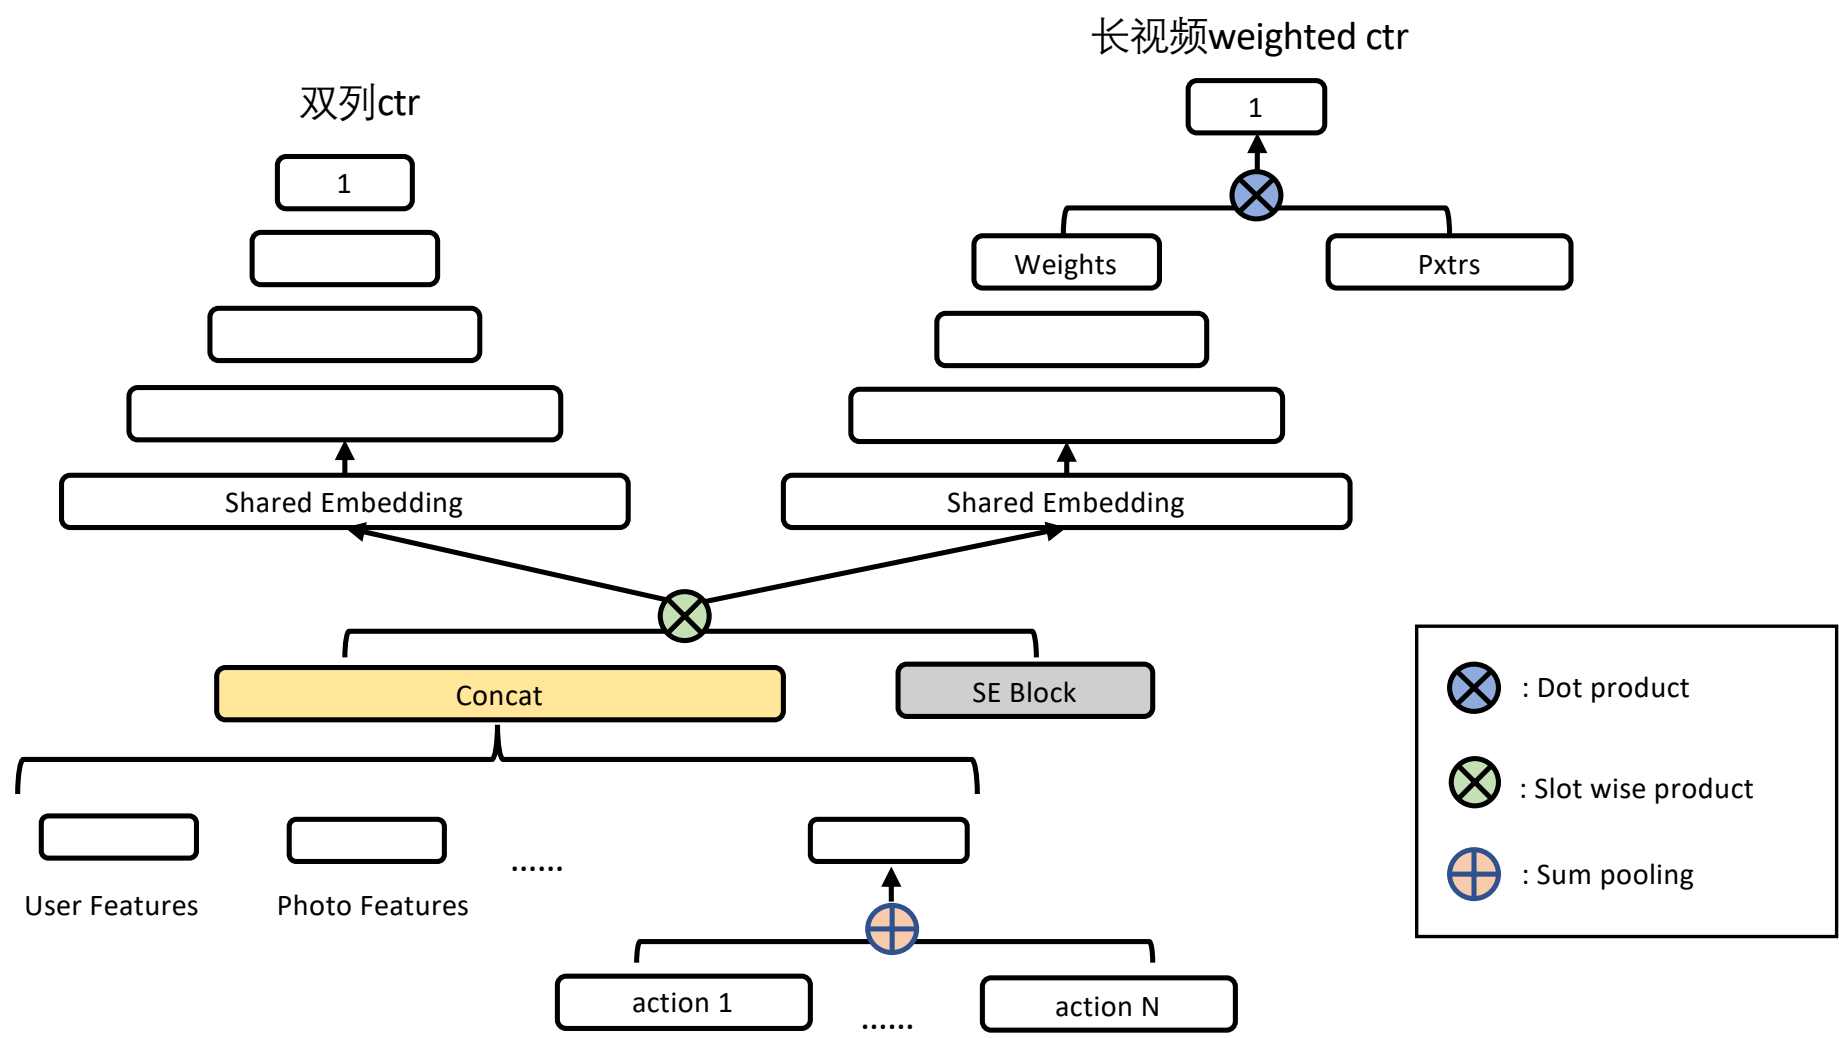 长视频weighted ctr
双列ctr
1
1
Weights
Pxtrs
Shared Embedding
Shared Embedding
Concat
SE Block
: Dot product
: Slot wise product
: Sum pooling
......
User Features
Photo Features
action 1
......
action N